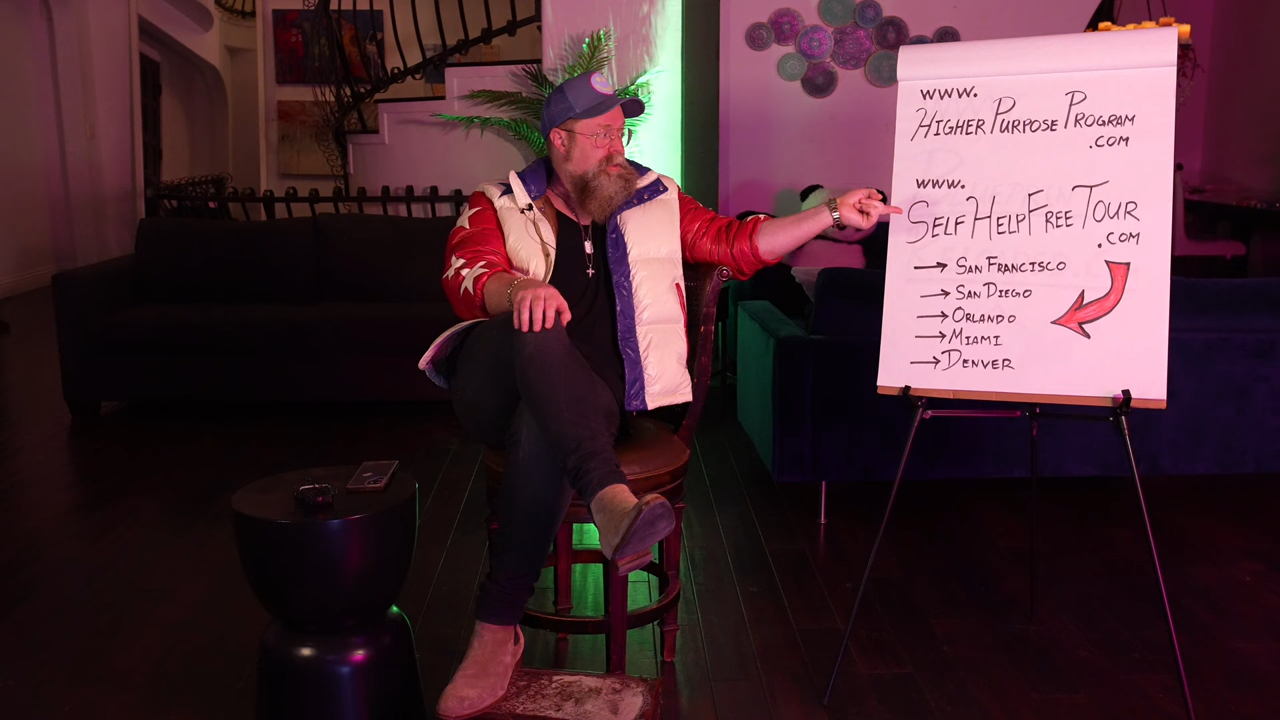 www.
HigherPurposeProgram
.com
www.
SelfHelpFreeTour
.com
→ San Francisco
→ San Diego
→ Orlando
→ Miami
→ Denver